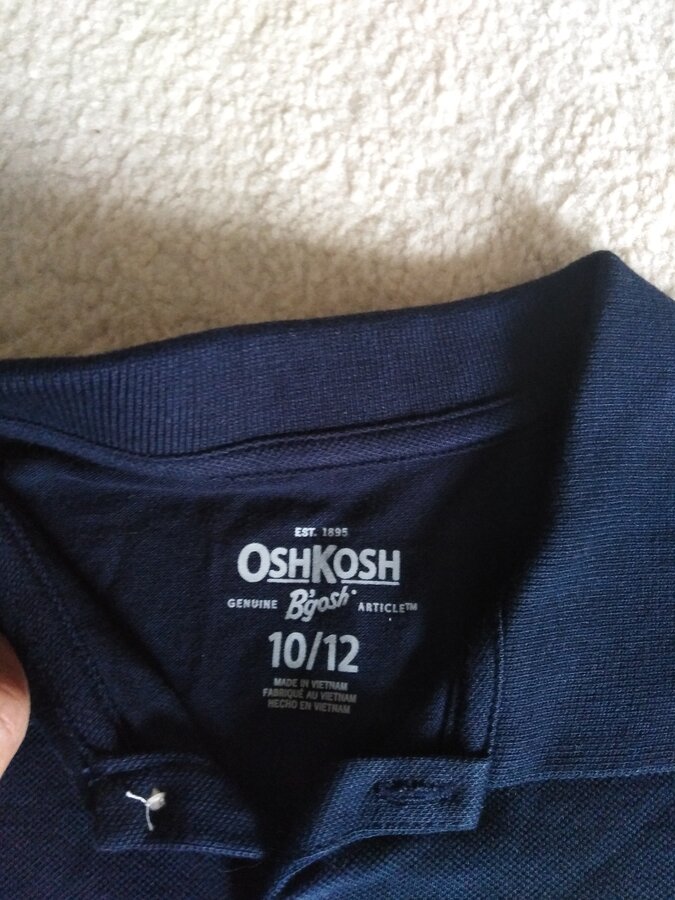 EST. 1895
OSHKOSH
GENUINE B'gosh® ARTICLE™
10/12
MADE IN VIETNAM
FABRIQUÉ AU VIETNAM
HECHO EN VIETNAM